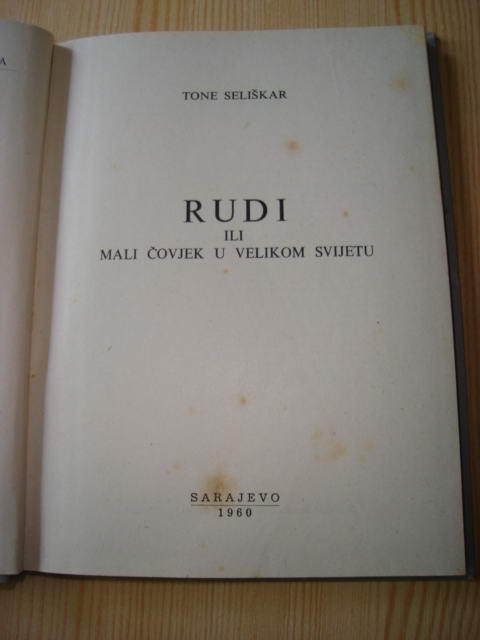 A
TONE SELIŠKAR
RUDI
ILI
MALI ČOVJEK U VELIKOM SVIJETU
SARAJEVO
1960